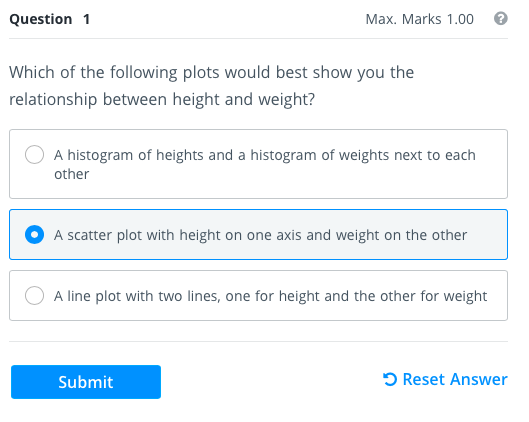 Question 1
Max. Marks 1.00
Which of the following plots would best show you the
relationship between height and weight?
A histogram of heights and a histogram of weights next to each
other
A scatter plot with height on one axis and weight on the other
A line plot with two lines, one for height and the other for weight
Submit
Reset Answer